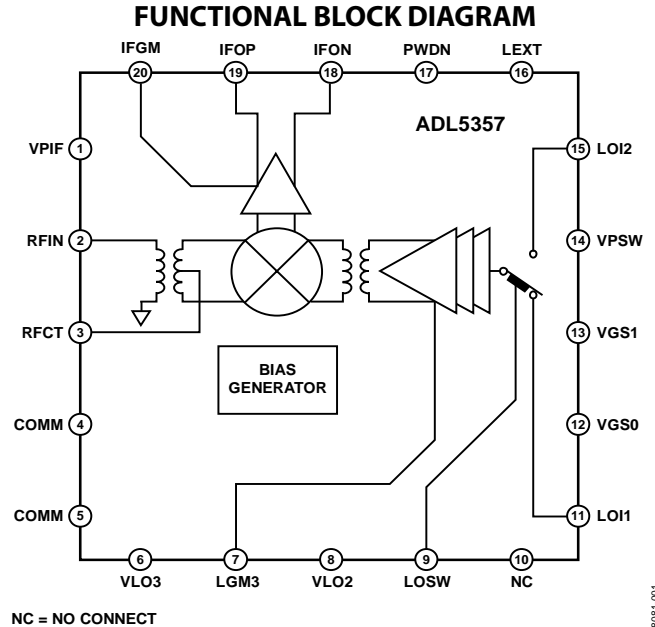 FUNCTIONAL BLOCK DIAGRAM
IFGM IFOP IFON PWDN LEXT
20 19 18 17 16
ADL5357
VPIF 1
15 LOI2
RFIN 2
14 VPSW
RFCT 3
13 VGS1
BIAS
GENERATOR
COMM 4
12 VGS0
COMM 5
11 LOI1
6 7 8 9 10
VLO3 LGM3 VLO2 LOSW NC
NC = NO CONNECT